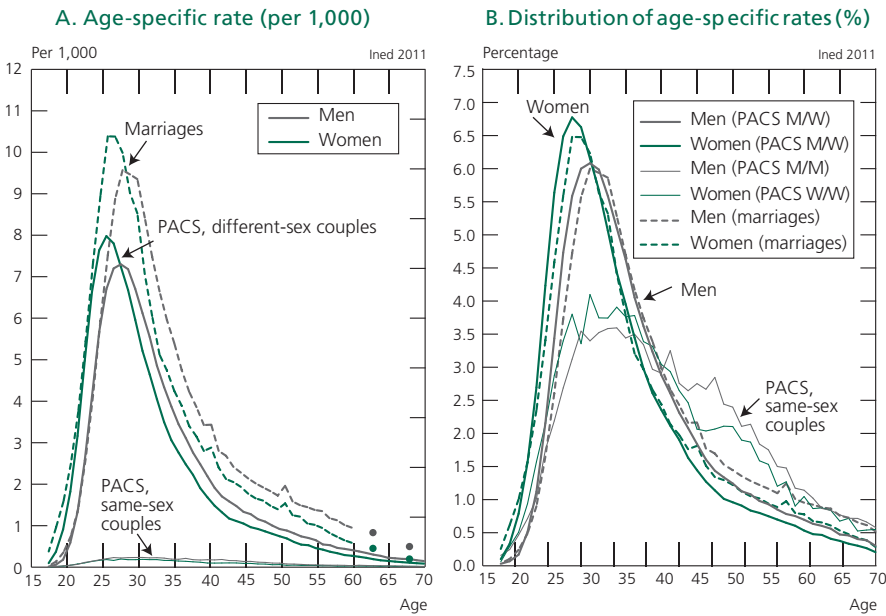 A. Age-specific rate (per 1,000)
Per 1,000
Ined 2011
12
11
10
9
8
7
6
5
4
3
2
1
0
15 20 25 30 35 40 45 50 55 60 65 70
Age
Men
Women
Marriages
PACS, different-sex couples
PACS,
same-sex
couples
B. Distribution of age-specific rates (%)
Percentage
Ined 2011
7.5
7.0
6.5
6.0
5.5
5.0
4.5
4.0
3.5
3.0
2.5
2.0
1.5
1.0
0.5
0.0
15 20 25 30 35 40 45 50 55 60 65 70
Age
Women
Men (PACS M/W)
Women (PACS M/W)
Men (PACS M/M)
Women (PACS W/W)
Men (marriages)
Women (marriages)
Men
PACS,
same-sex
couples